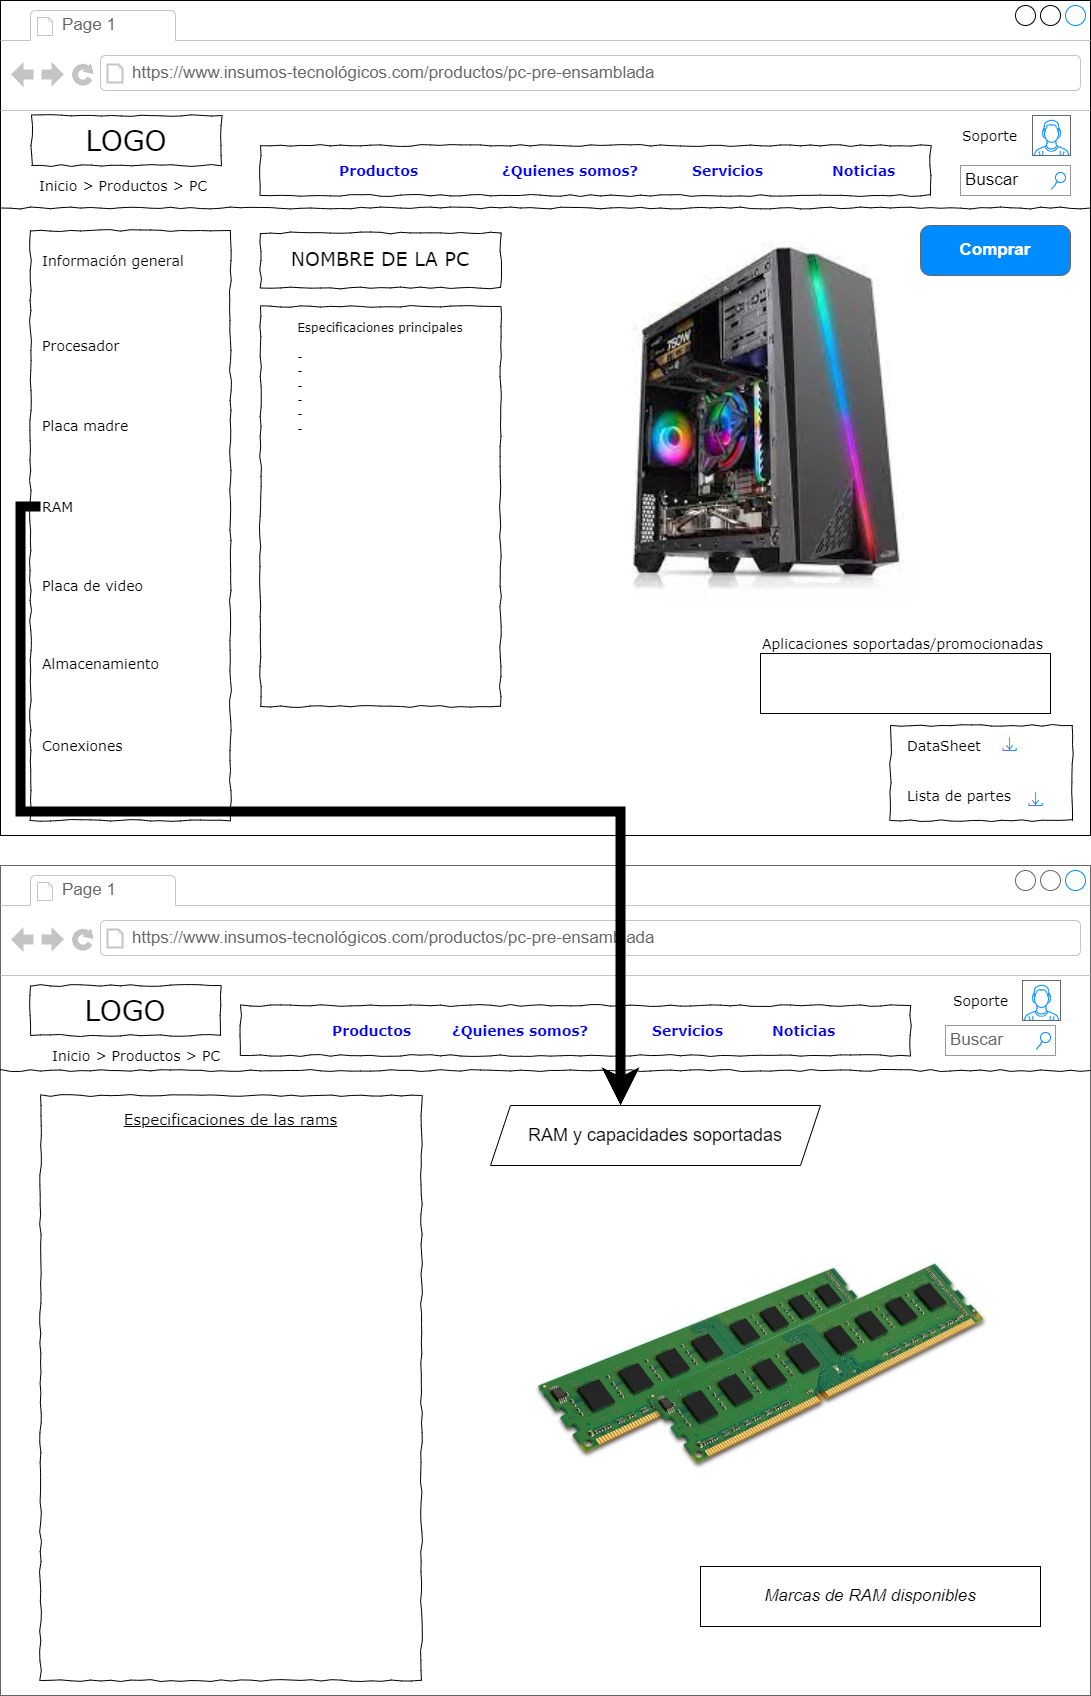 Page 1
https://www.insumos-tecnológicos.com/productos/pc-pre-ensamblada
LOGO
Soporte
Productos ¿Quienes somos? Servicios Noticias
Buscar
Inicio > Productos > PC
Información general
Procesador
Placa madre
RAM
Placa de video
Almacenamiento
Conexiones
NOMBRE DE LA PC
Especificaciones principales
-
-
-
-
-
-
750W
Comprar
Aplicaciones soportadas/promocionadas
DataSheet
Lista de partes
Page 1
https://www.insumos-tecnológicos.com/productos/pc-pre-ensamblada
LOGO
Soporte
Productos ¿Quienes somos? Servicios Noticias
Buscar
Inicio > Productos > PC
Especificaciones de las rams
RAM y capacidades soportadas
Marcas de RAM disponibles